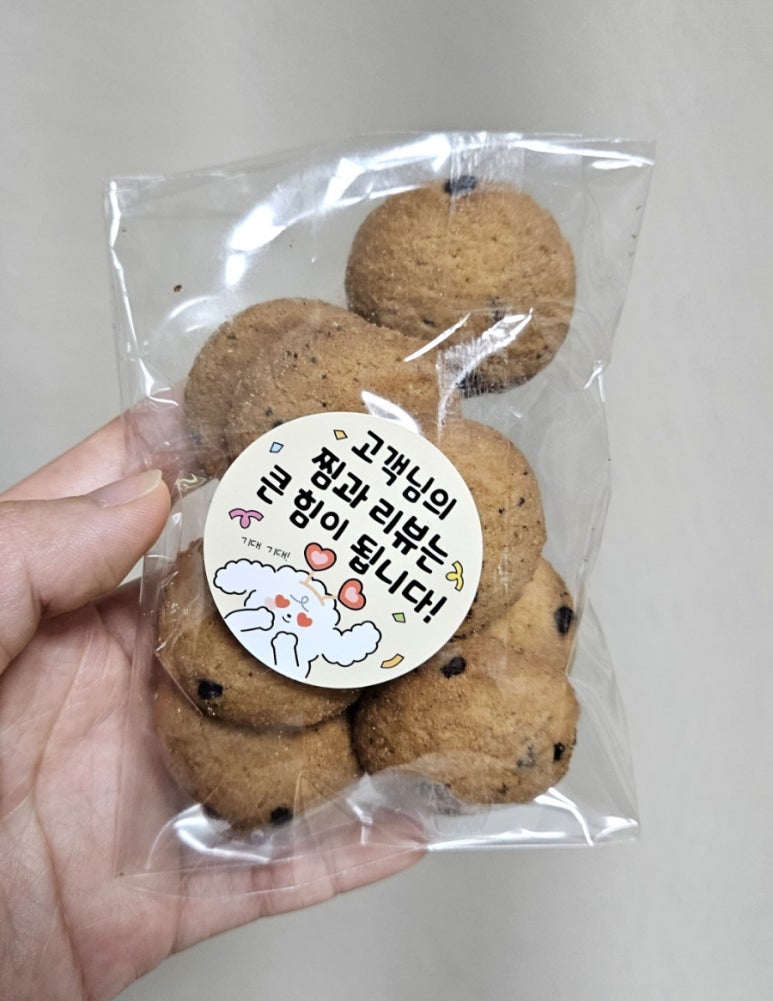 고객님의
찜과 리뷰는
큰 힘이 됩니다!
기대 기대!